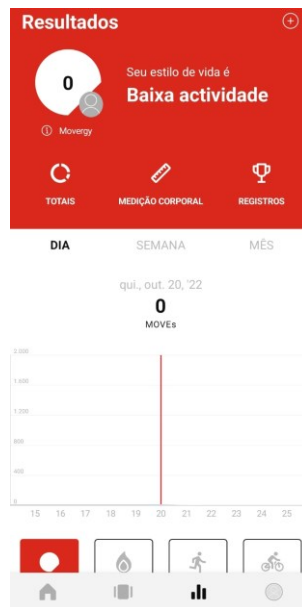 Resultados
0
Movergy
Seu estilo de vida é
Baixa actividade
TOTAIS
MEDIÇÃO CORPORAL
REGISTROS
DIA
SEMANA
MÊS
qui., out. 20, '22
0
MOVEs
2.000
1.600
1.200
800
400
0
15 16 17 18 19 20 21 22 23 24 25